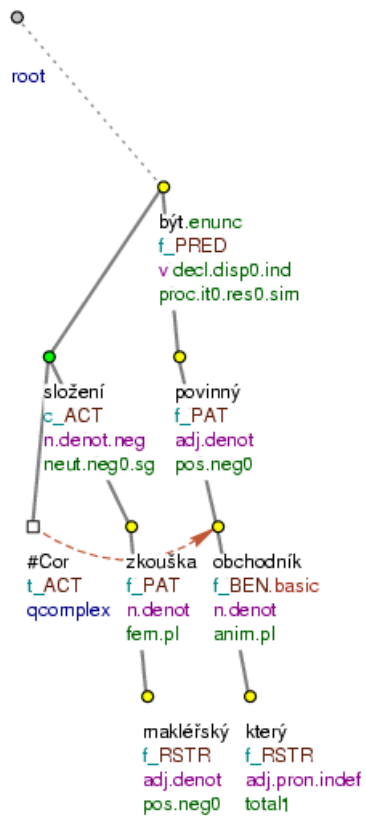 root
být.enunc
f_PRED
v decl.disp0.ind
proc.it0.res0.sim
složení
c_ACT
n.denot.neg
neut.neg0.sg
povinný
f_PAT
adj.denot
pos.neg0
#Cor
t_ACT
qcomplex
zkouška
f_PAT
n.denot
fem.pl
obchodník
f_BEN.basic
n.denot
anim.pl
makléřský
f_RSTR
adj.denot
pos.neg0
který
f_RSTR
adj.pron.indef
total1